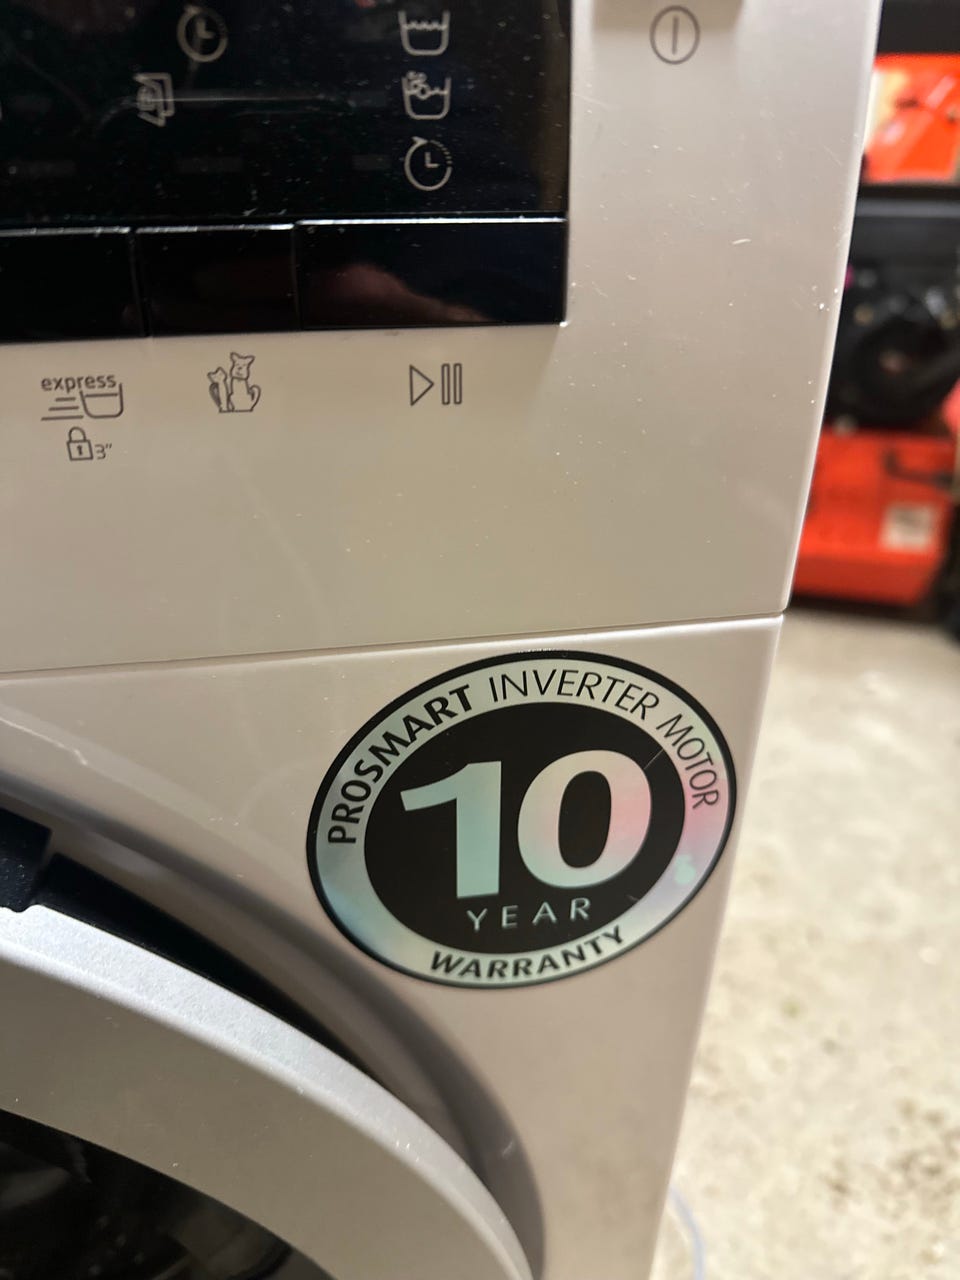 express
3"
PROSMART INVERTER MOTOR
10
YEAR
WARRANTY